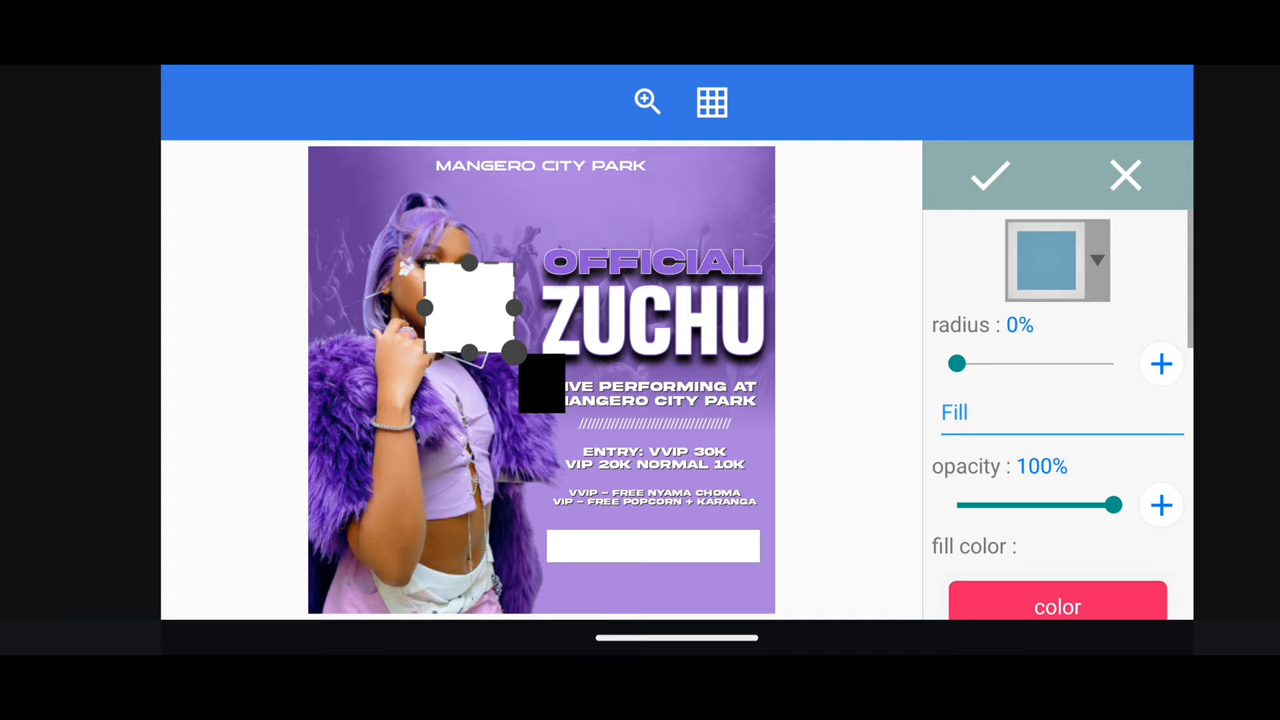 MANGERO CITY PARK
OFFICIAL
ZUCHU
IVE PERFORMING AT
MANGERO CITY PARK
////////////////////////////////////////
ENTRY: VVIP 30K
VIP 20K NORMAL 10K
VVIP - FREE NYAMA CHOMA
VIP - FREE POPCORN + KARANGA
radius : 0%
Fill
opacity : 100%
fill color :
color